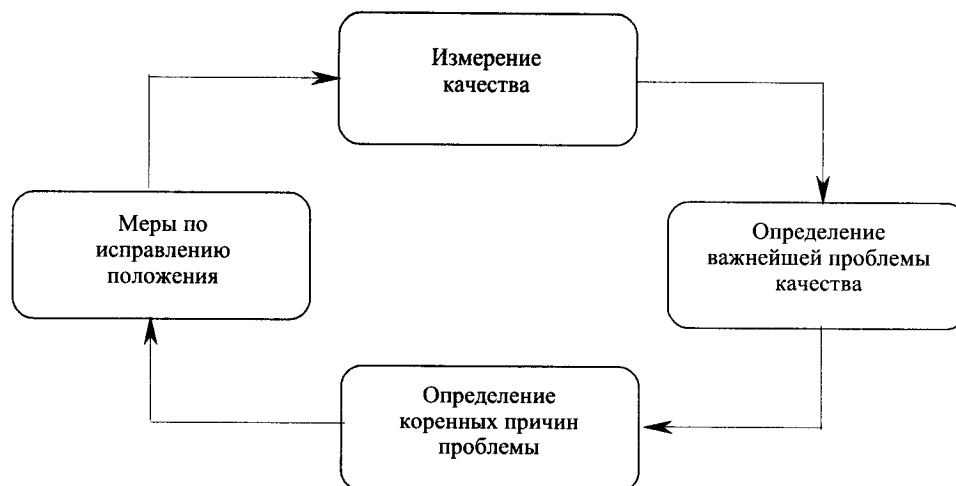 Измерение
качества
Определение
важнейшей проблемы
качества
Определение
коренных причин
проблемы
Меры по
исправлению
положения